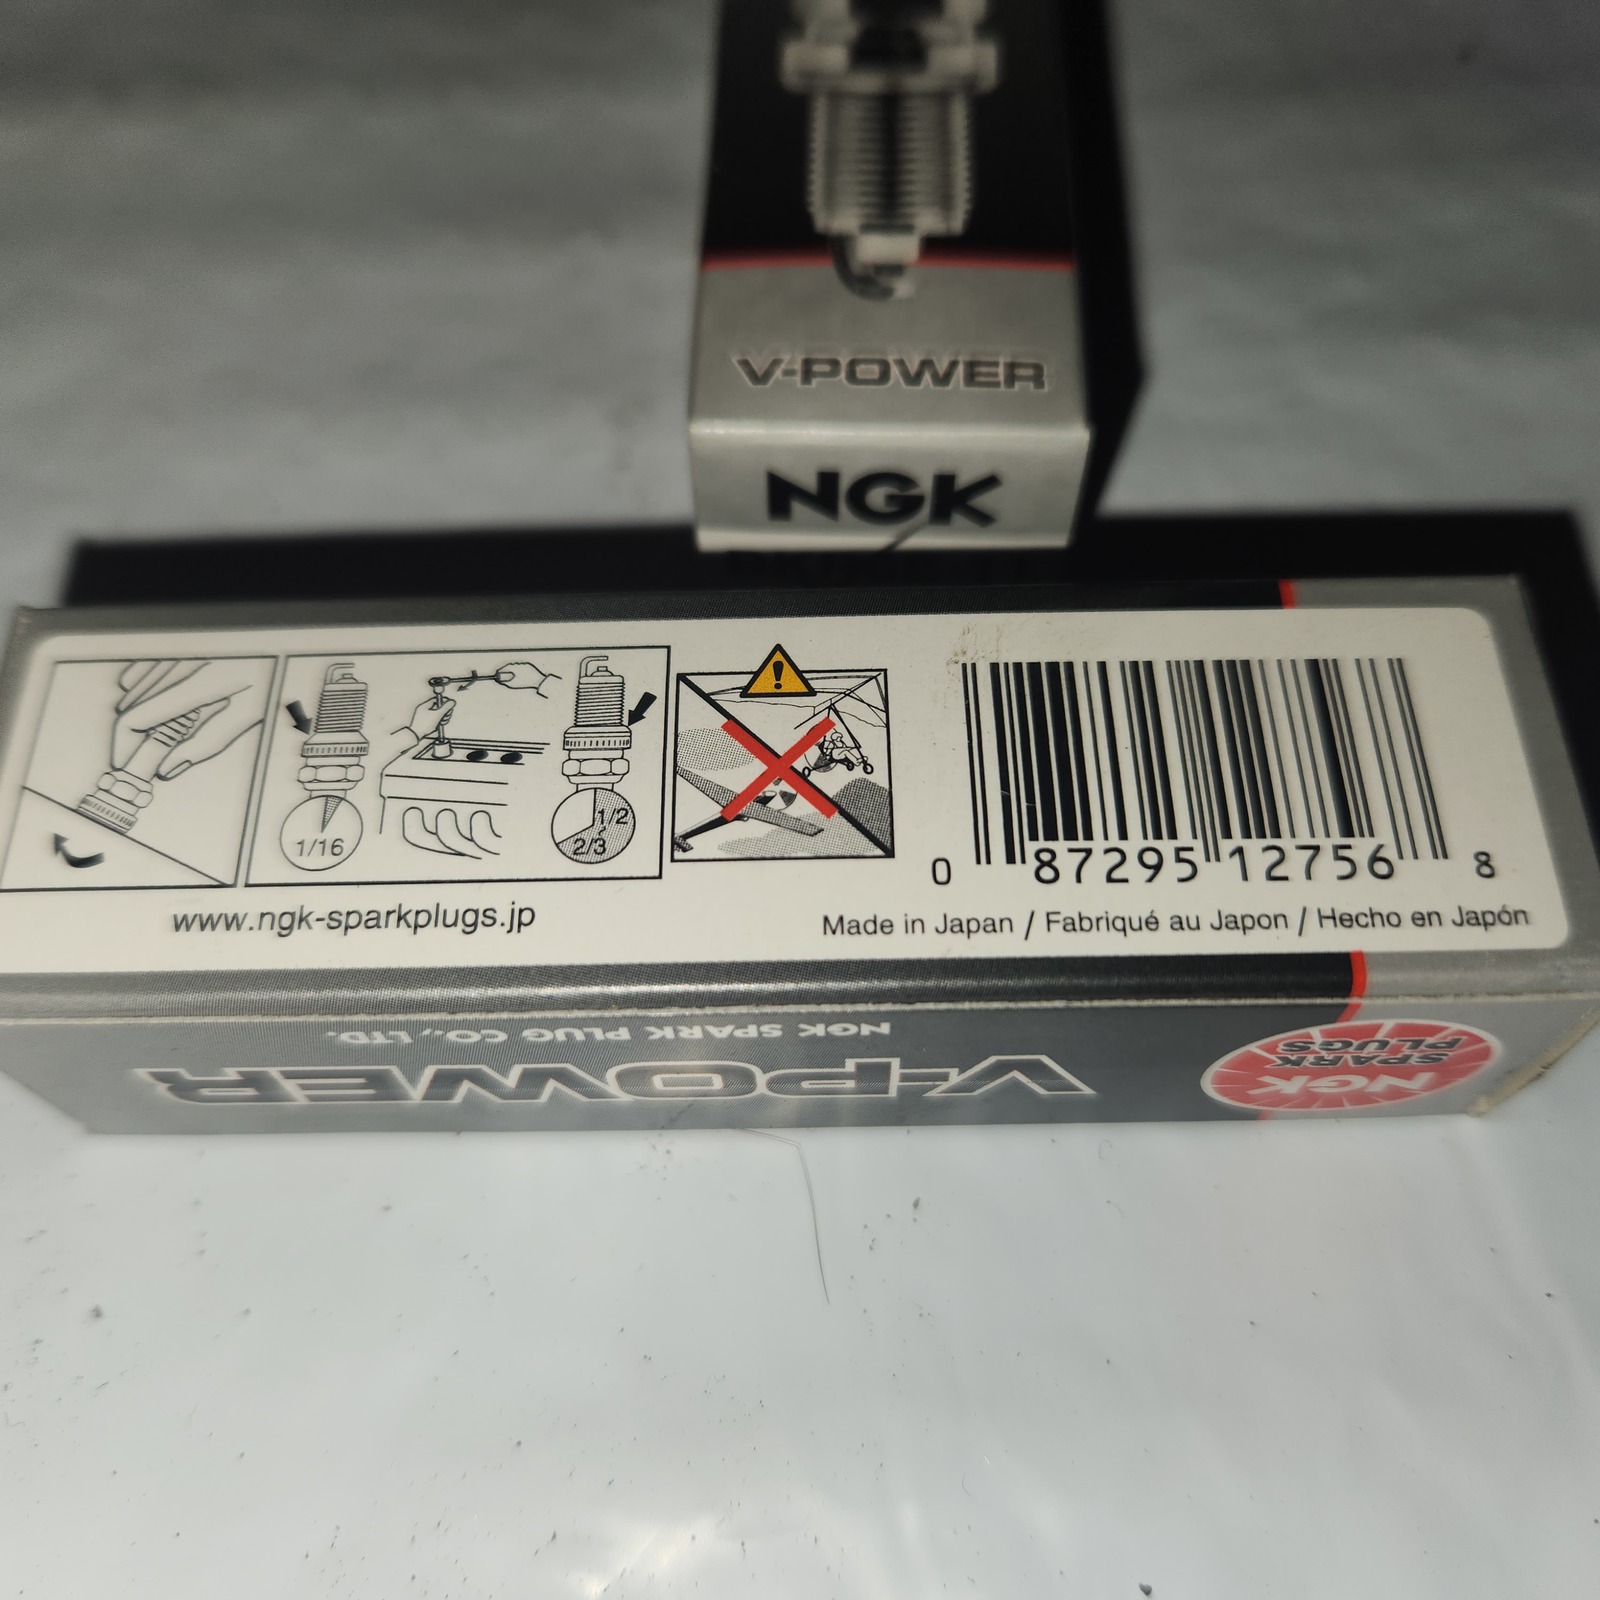 V-POWER
NGK
1/16
1/2
2/3
0 87295 12756 8
www.ngk-sparkplugs.jp
Made in Japan / Fabriqué au Japon / Hecho en Japón
NGK SPARK PLUG CO., LTD.
V-POWER
NGK
SPARK
PLUGS